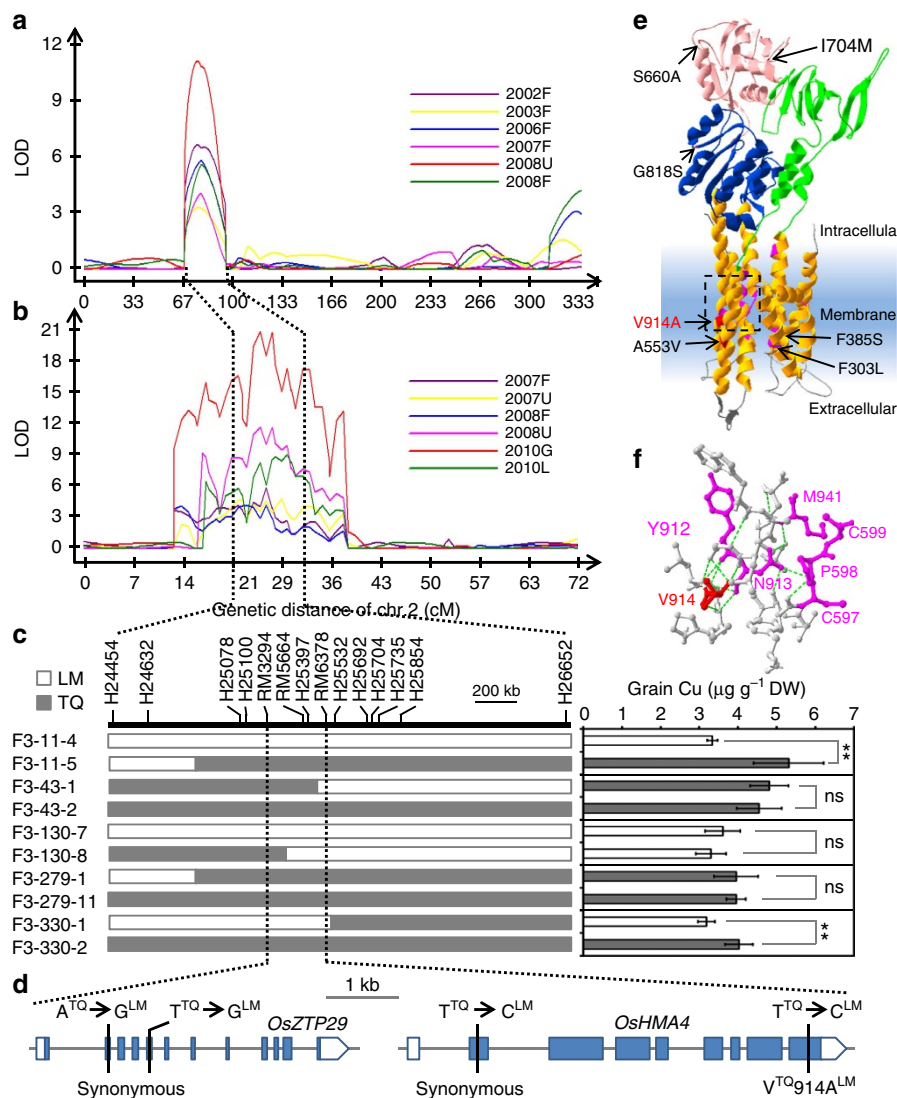 a
12
9
6
3
0
LOD
2002F
2003F
2006F
2007F
2008U
2008F
0 33 67 100 133 166 200 233 266 333
b
21
18
15
12
9
6
3
0
LOD
2007F
2007U
2008F
2008U
2010G
2010L
0 7 14 21 29 36 43 50 57 63 72
Genetic distance of chr.2 (cM)
c
LM
TQ
H24454
H24632
H25078
H25100
RM3294
RM5664
H25397
RM6378
H25532
H25692
H25704
H25735
H25854
H26652
200 kb
F3-11-4
F3-11-5
F3-43-1
F3-43-2
F3-130-7
F3-130-8
F3-279-1
F3-279-11
F3-330-1
F3-330-2
Grain Cu (μg g⁻¹ DW)
0 1 2 3 4 5 6 7
**
ns
ns
ns
**
d
1 kb
A^TQ → G^LM
T^TQ → G^LM
OsZTP29
Synonymous
T^TQ → C^LM
OsHMA4
T^TQ → C^LM
Synonymous
V^TQ914A^LM
e
I704M
S660A
G818S
Intracellula
Membrane
V914A
A553V
F385S
F303L
Extracellular
f
M941
Y912
C599
P598
N913
V914
C597